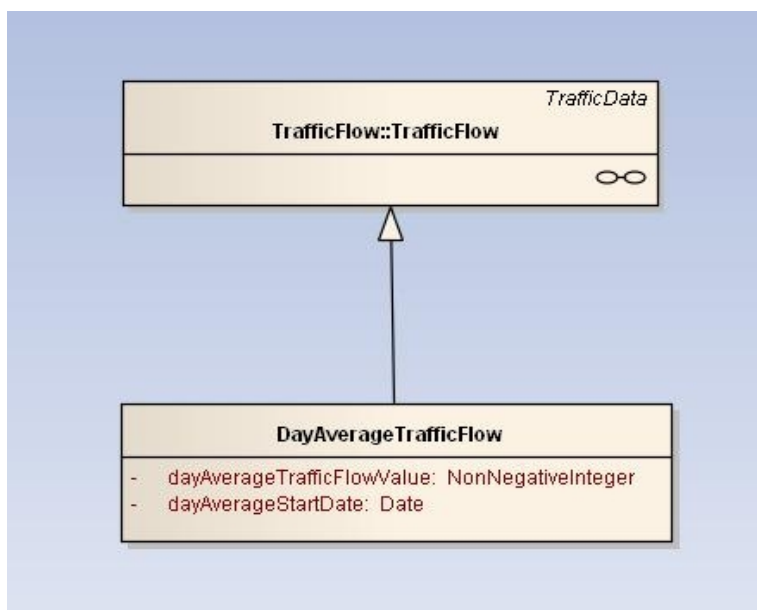 TrafficData
TrafficFlow::TrafficFlow
DayAverageTrafficFlow
- dayAverageTrafficFlowValue: NonNegativeInteger
- dayAverageStartDate: Date